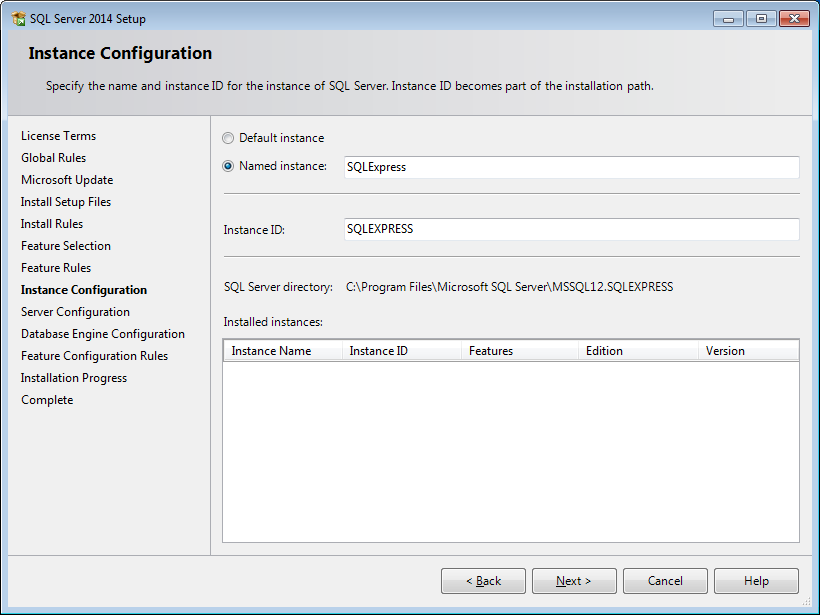 SQL Server 2014 Setup
Instance Configuration
Specify the name and instance ID for the instance of SQL Server. Instance ID becomes part of the installation path.
License Terms
Global Rules
Microsoft Update
Install Setup Files
Install Rules
Feature Selection
Feature Rules
Instance Configuration
Server Configuration
Database Engine Configuration
Feature Configuration Rules
Installation Progress
Complete
Default instance
Named instance: SQLExpress
Instance ID: SQLEXPRESS
SQL Server directory: C:\Program Files\Microsoft SQL Server\MSSQL12.SQLEXPRESS
Installed instances:
Instance Name Instance ID Features Edition Version
< Back Next > Cancel Help